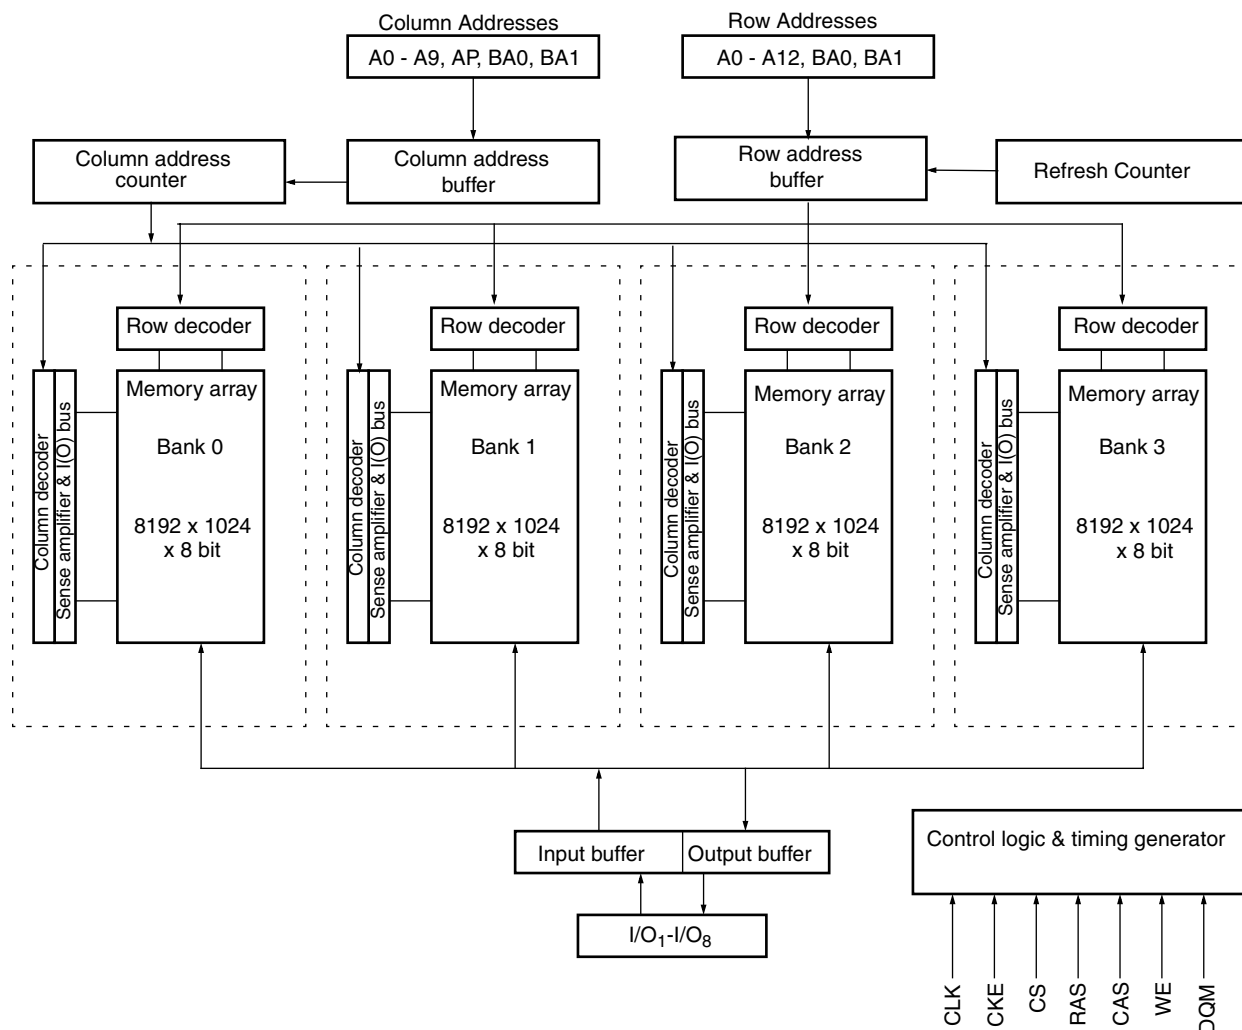 Column Addresses
A0 - A9, AP, BA0, BA1
Row Addresses
A0 - A12, BA0, BA1
Column address
counter
Column address
buffer
Row address
buffer
Refresh Counter
Row decoder
Row decoder
Row decoder
Row decoder
Column decoder
Sense amplifier & I(O) bus
Memory array
Bank 0
8192 x 1024
x 8 bit
Column decoder
Sense amplifier & I(O) bus
Memory array
Bank 1
8192 x 1024
x 8 bit
Column decoder
Sense amplifier & I(O) bus
Memory array
Bank 2
8192 x 1024
x 8 bit
Column decoder
Sense amplifier & I(O) bus
Memory array
Bank 3
8192 x 1024
x 8 bit
Input buffer
Output buffer
I/O1-I/O8
Control logic & timing generator
CLK
CKE
CS
RAS
CAS
WE
DQM